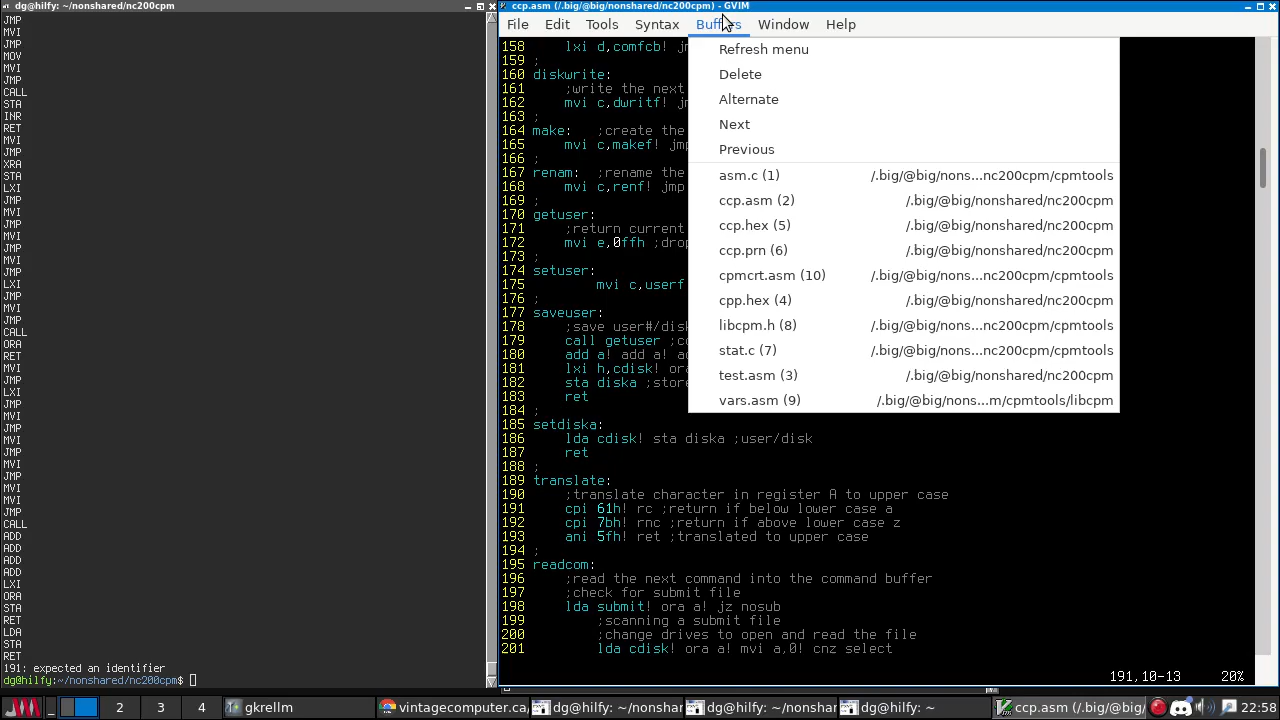 dg@hilfy: ~/nonshared/nc200cpm
JMP
MVI
JMP
MOV
MVI
JMP
CALL
STA
INR
RET
MVI
JMP
XRA
STA
LXI
JMP
MVI
JMP
MVI
JMP
MVI
JMP
LXI
JMP
MVI
JMP
CALL
ORA
RET
MVI
JMP
LXI
JMP
MVI
JMP
MVI
JMP
MVI
JMP
MVI
MVI
JMP
CALL
ADD
ADD
ADD
ADD
LXI
ORA
STA
RET
LDA
STA
RET
191: expected an identifier
dg@hilfy:~/nonshared/nc200cpm$
ccp.asm (/.big/@big/nonshared/nc200cpm) - GVIM
File Edit Tools Syntax Buffers Window Help
158 lxi d,comfcb! jm
159 ;
160 diskwrite:
161 ;write the next
162 mvi c,dwritf! jm
163 ;
164 make: ;create the
165 mvi c,makef! jmp
166 ;
167 renam: ;rename the
168 mvi c,renf! jmp
169 ;
170 getuser:
171 ;return current
172 mvi e,0ffh ;drop
173 ;
174 setuser:
175 mvi c,userf
176 ;
177 saveuser:
178 ;save user#/disk
179 call getuser ;co
180 add a! add a! ad
181 lxi h,cdisk! ora
182 sta diska ;store
183 ret
184 ;
185 setdiska:
186 lda cdisk! sta diska ;user/disk
187 ret
188 ;
189 translate:
190 ;translate character in register A to upper case
191 cpi 61h! rc ;return if below lower case a
192 cpi 7bh! rnc ;return if above lower case z
193 ani 5fh! ret ;translated to upper case
194 ;
195 readcom:
196 ;read the next command into the command buffer
197 ;check for submit file
198 lda submit! ora a! jz nosub
199 ;scanning a submit file
200 ;change drives to open and read the file
201 lda cdisk! ora a! mvi a,0! cnz select
191,10-13 20%
Refresh menu
Delete
Alternate
Next
Previous
asm.c (1) /.big/@big/nons...nc200cpm/cpmtools
ccp.asm (2) /.big/@big/nonshared/nc200cpm
ccp.hex (5) /.big/@big/nonshared/nc200cpm
ccp.prn (6) /.big/@big/nonshared/nc200cpm
cpmcrt.asm (10) /.big/@big/nons...nc200cpm/cpmtools
cpp.hex (4) /.big/@big/nonshared/nc200cpm
libcpm.h (8) /.big/@big/nons...nc200cpm/cpmtools
stat.c (7) /.big/@big/nons...nc200cpm/cpmtools
test.asm (3) /.big/@big/nonshared/nc200cpm
vars.asm (9) /.big/@big/nons...m/cpmtools/libcpm
2 3 4 gkrellm vintagecomputer.ca/ dg@hilfy: ~/nonshar dg@hilfy: ~/nonshar dg@hilfy: ~ ccp.asm (/.big/@big 22:58